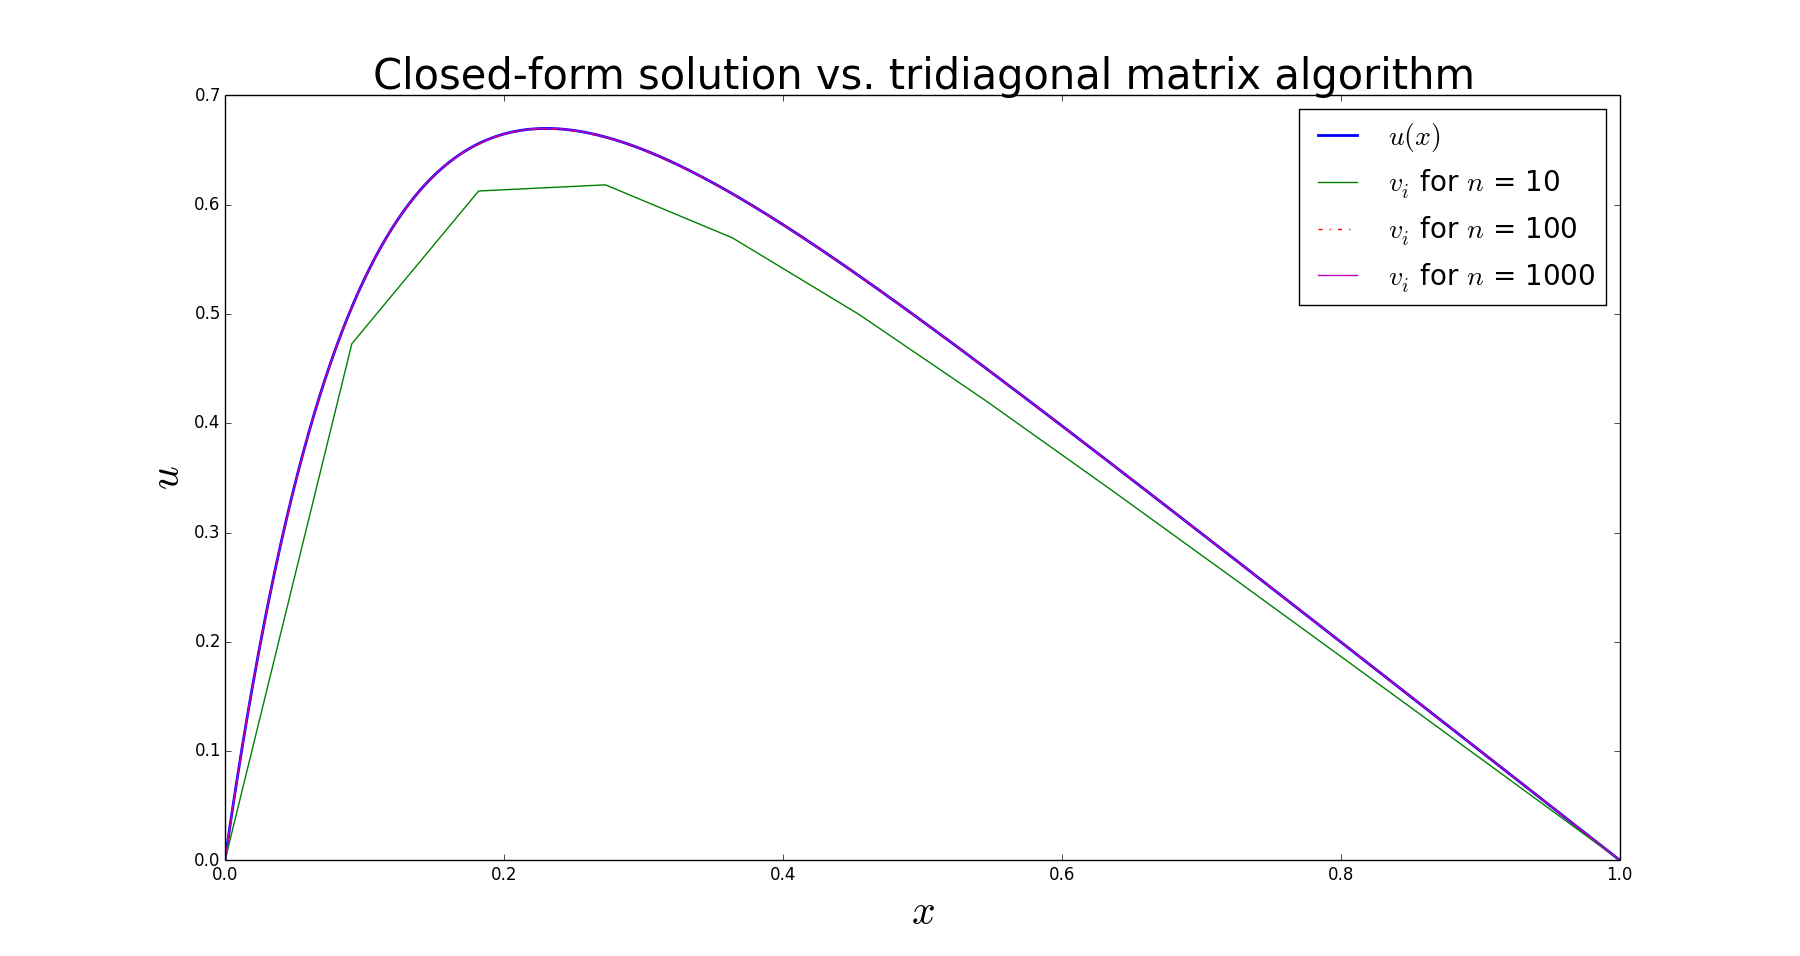 Closed-form solution vs. tridiagonal matrix algorithm
0.7
0.6
0.5
0.4
0.3
0.2
0.1
0.0
u
u(x)
v_i for n = 10
v_i for n = 100
v_i for n = 1000
0.0 0.2 0.4 0.6 0.8 1.0
x